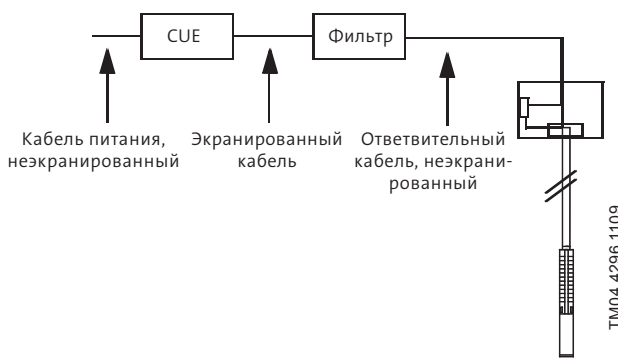 CUE
Фильтр
Кабель питания,
неэкранированный
Экранированный
кабель
Ответвительный
кабель, неэкрани-
рованный
TM04 4296 1109